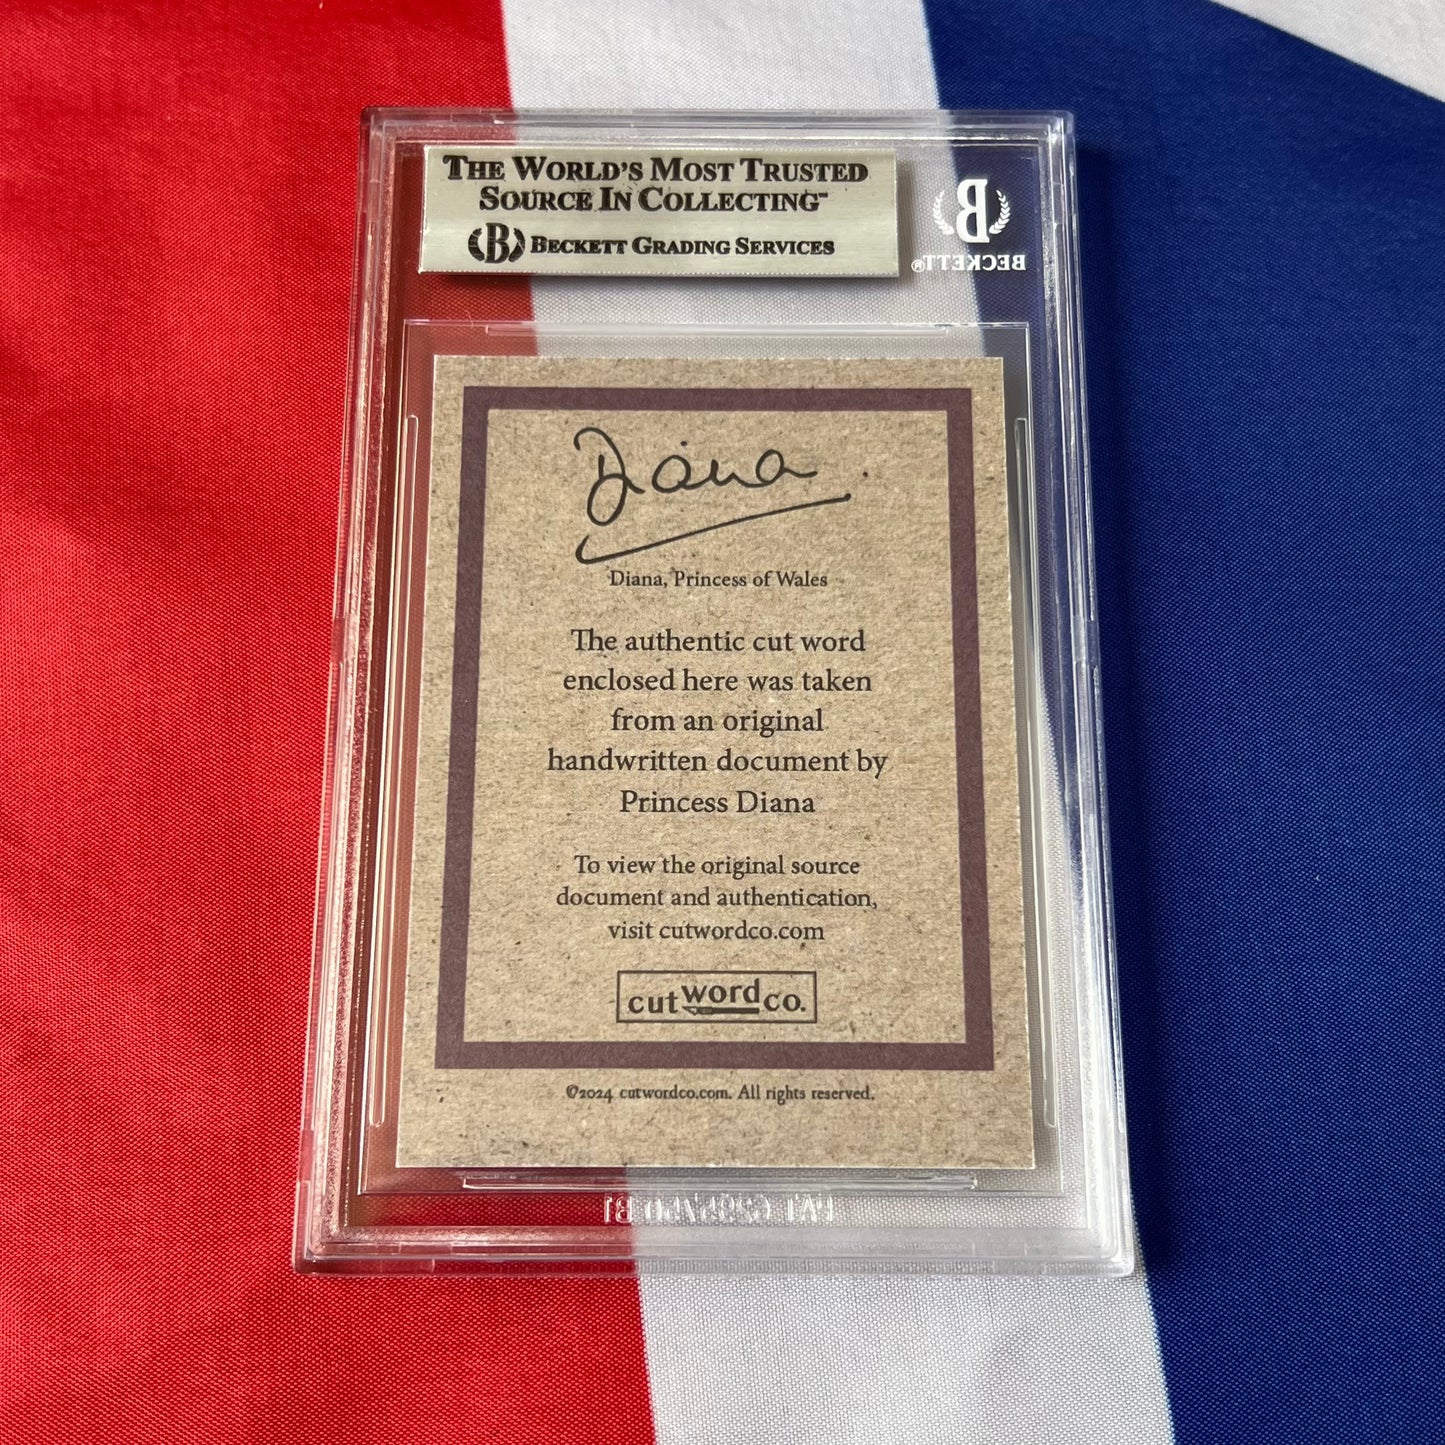 THE WORLD'S MOST TRUSTED
SOURCE IN COLLECTING™
B BECKETT GRADING SERVICES
B
BECKETT®
Diana.
Diana, Princess of Wales
The authentic cut word
enclosed here was taken
from an original
handwritten document by
Princess Diana
To view the original source
document and authentication,
visit cutwordco.com
cut word co.
©2024 cutwordco.com. All rights reserved.